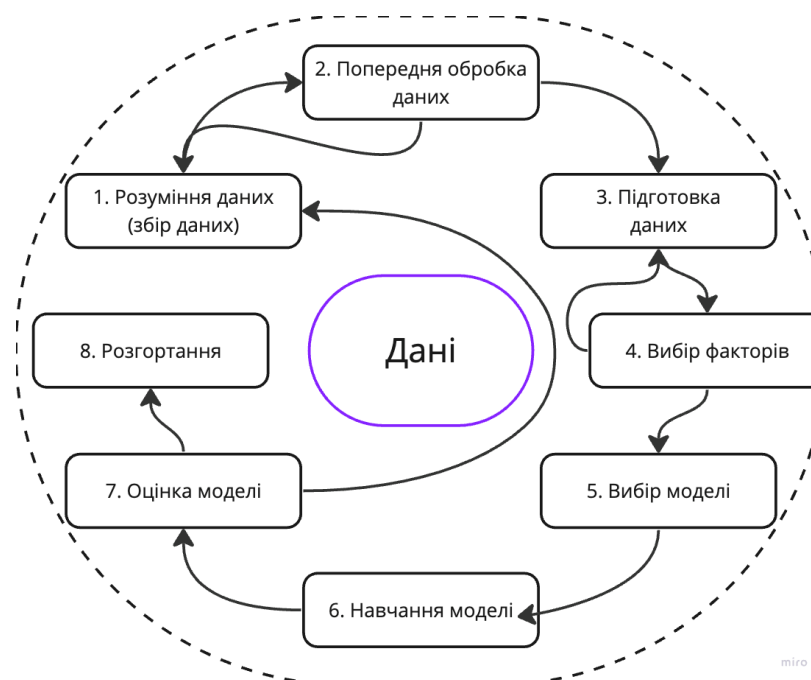 2. Попередня обробка
даних
1. Розуміння даних
(збір даних)
3. Підготовка
даних
Дані
8. Розгортання
4. Вибір факторів
7. Оцінка моделі
5. Вибір моделі
6. Навчання моделі
miro